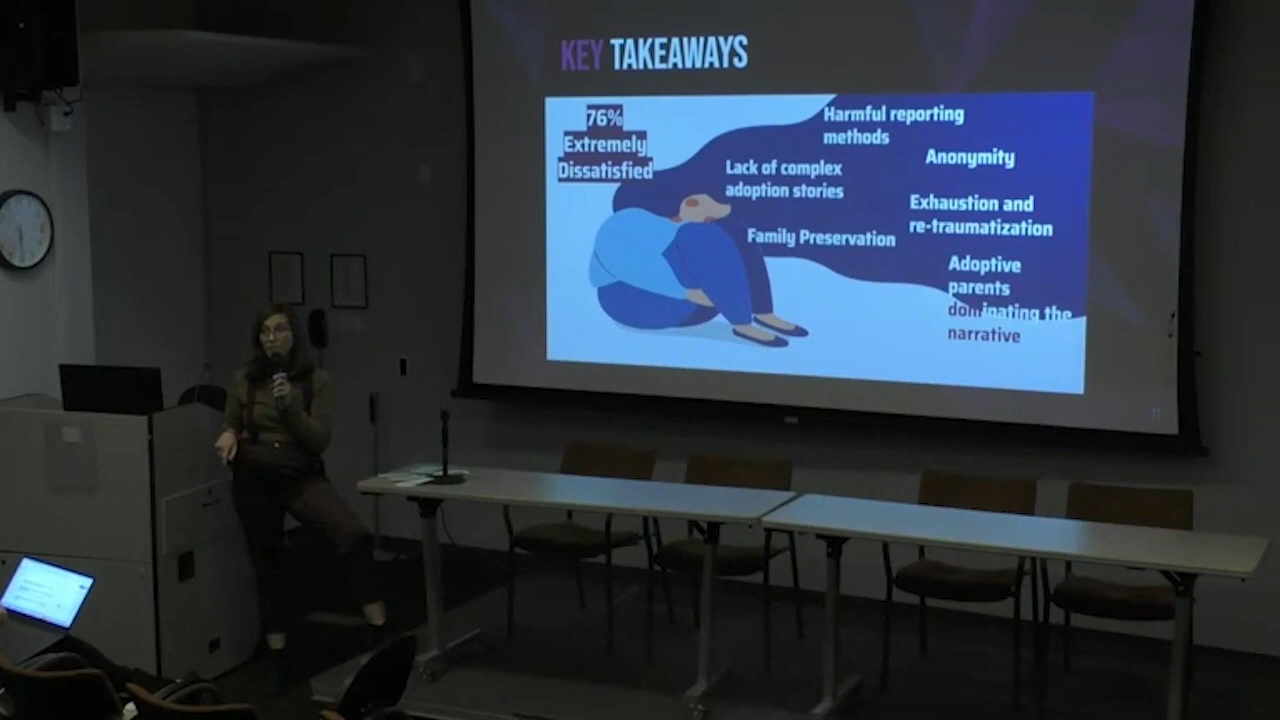 KEY TAKEAWAYS
76%
Extremely
Dissatisfied
Harmful reporting
methods
Anonymity
Lack of complex
adoption stories
Exhaustion and
re-traumatization
Family Preservation
Adoptive
parents
dominating the
narrative